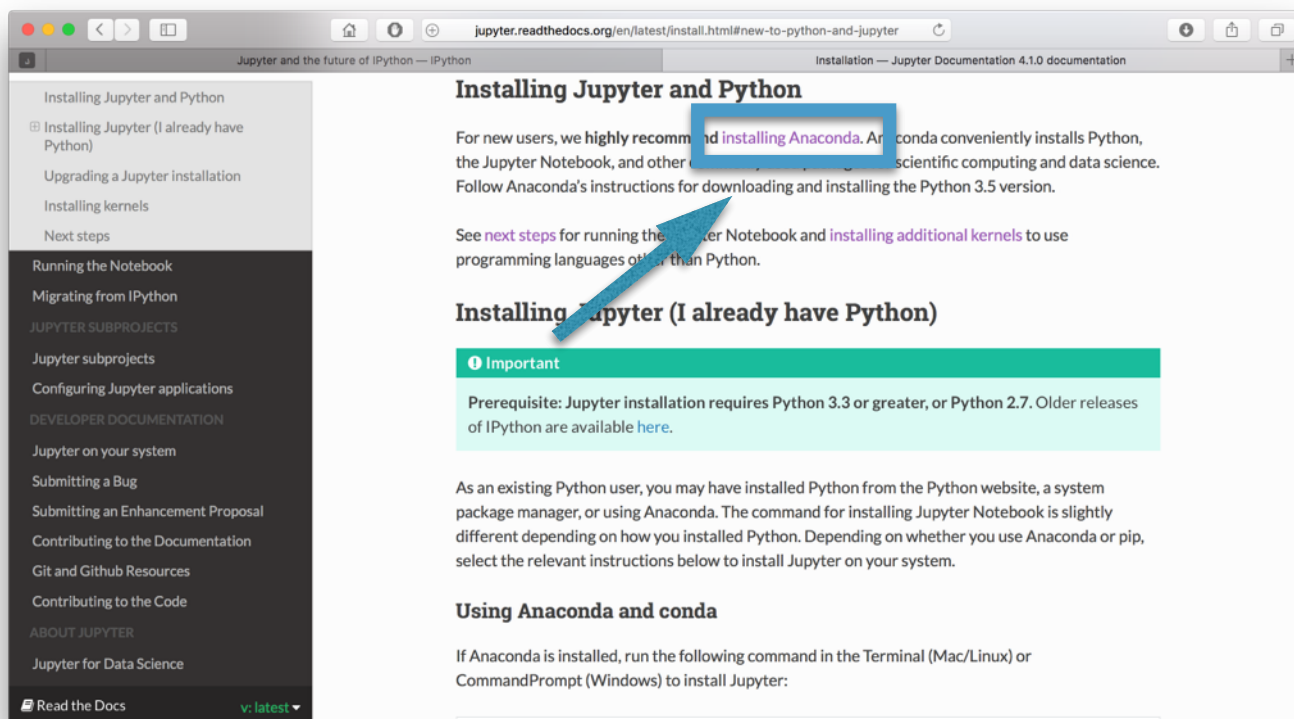 jupyter.readthedocs.org/en/latest/install.html#new-to-python-and-jupyter
Jupyter and the future of IPython — IPython
Installation — Jupyter Documentation 4.1.0 documentation
Installing Jupyter and Python
Installing Jupyter (I already have
Python)
Upgrading a Jupyter installation
Installing kernels
Next steps
Running the Notebook
Migrating from IPython
JUPYTER SUBPROJECTS
Jupyter subprojects
Configuring Jupyter applications
DEVELOPER DOCUMENTATION
Jupyter on your system
Submitting a Bug
Submitting an Enhancement Proposal
Contributing to the Documentation
Git and Github Resources
Contributing to the Code
ABOUT JUPYTER
Jupyter for Data Science
Read the Docs
v: latest
Installing Jupyter and Python
For new users, we highly recommend installing Anaconda. Anaconda conveniently installs Python,
the Jupyter Notebook, and other scientific computing and data science.
Follow Anaconda's instructions for downloading and installing the Python 3.5 version.
See next steps for running the Jupyter Notebook and installing additional kernels to use
programming languages other than Python.
Installing Jupyter (I already have Python)
Important
Prerequisite: Jupyter installation requires Python 3.3 or greater, or Python 2.7. Older releases
of IPython are available here.
As an existing Python user, you may have installed Python from the Python website, a system
package manager, or using Anaconda. The command for installing Jupyter Notebook is slightly
different depending on how you installed Python. Depending on whether you use Anaconda or pip,
select the relevant instructions below to install Jupyter on your system.
Using Anaconda and conda
If Anaconda is installed, run the following command in the Terminal (Mac/Linux) or
CommandPrompt (Windows) to install Jupyter: